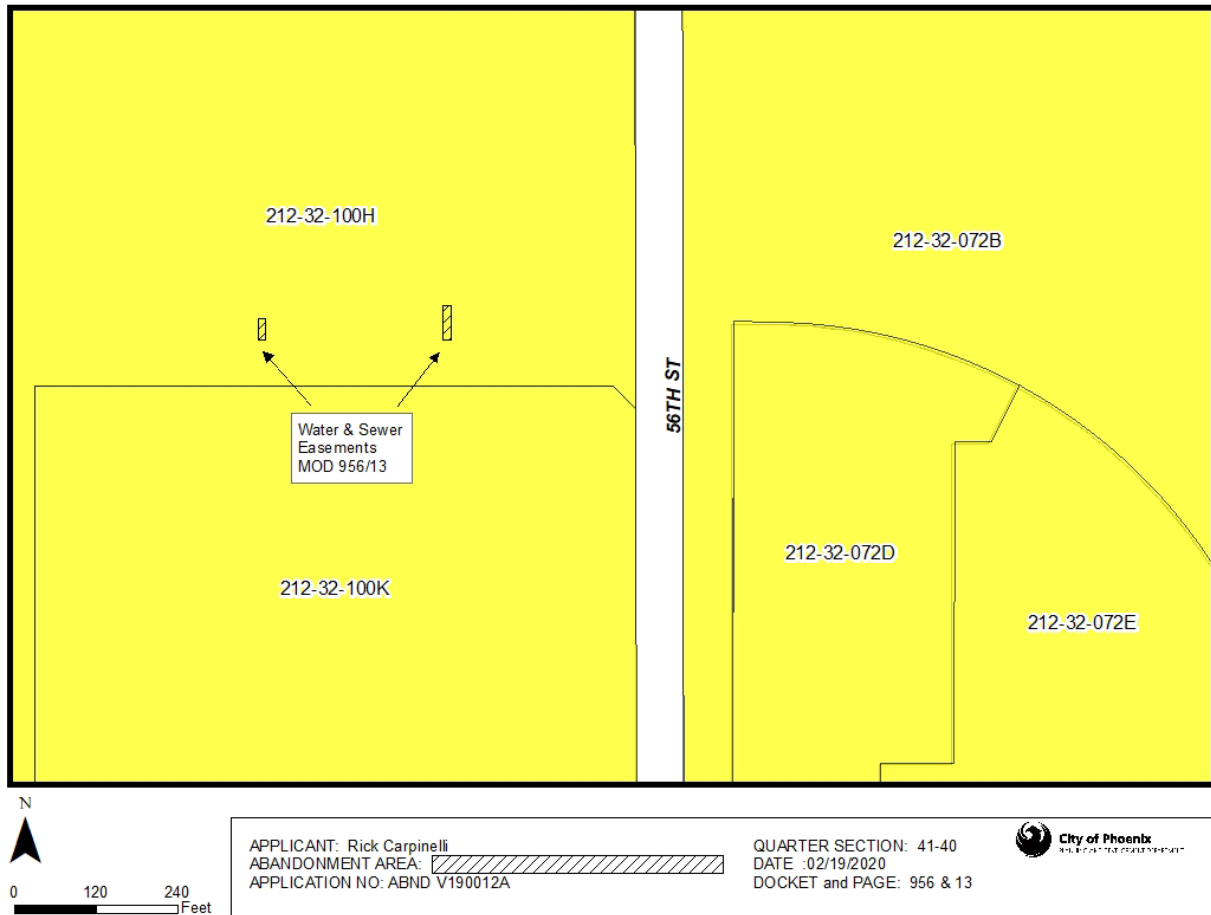 212-32-100H
212-32-072B
56TH ST
Water & Sewer
Easements
MOD 956/13
212-32-072D
212-32-100K
212-32-072E
N
0 120 240
Feet
APPLICANT: Rick Carpinelli
ABANDONMENT AREA:
APPLICATION NO: ABND V190012A
QUARTER SECTION: 41-40
DATE :02/19/2020
DOCKET and PAGE: 956 & 13
City of Phoenix